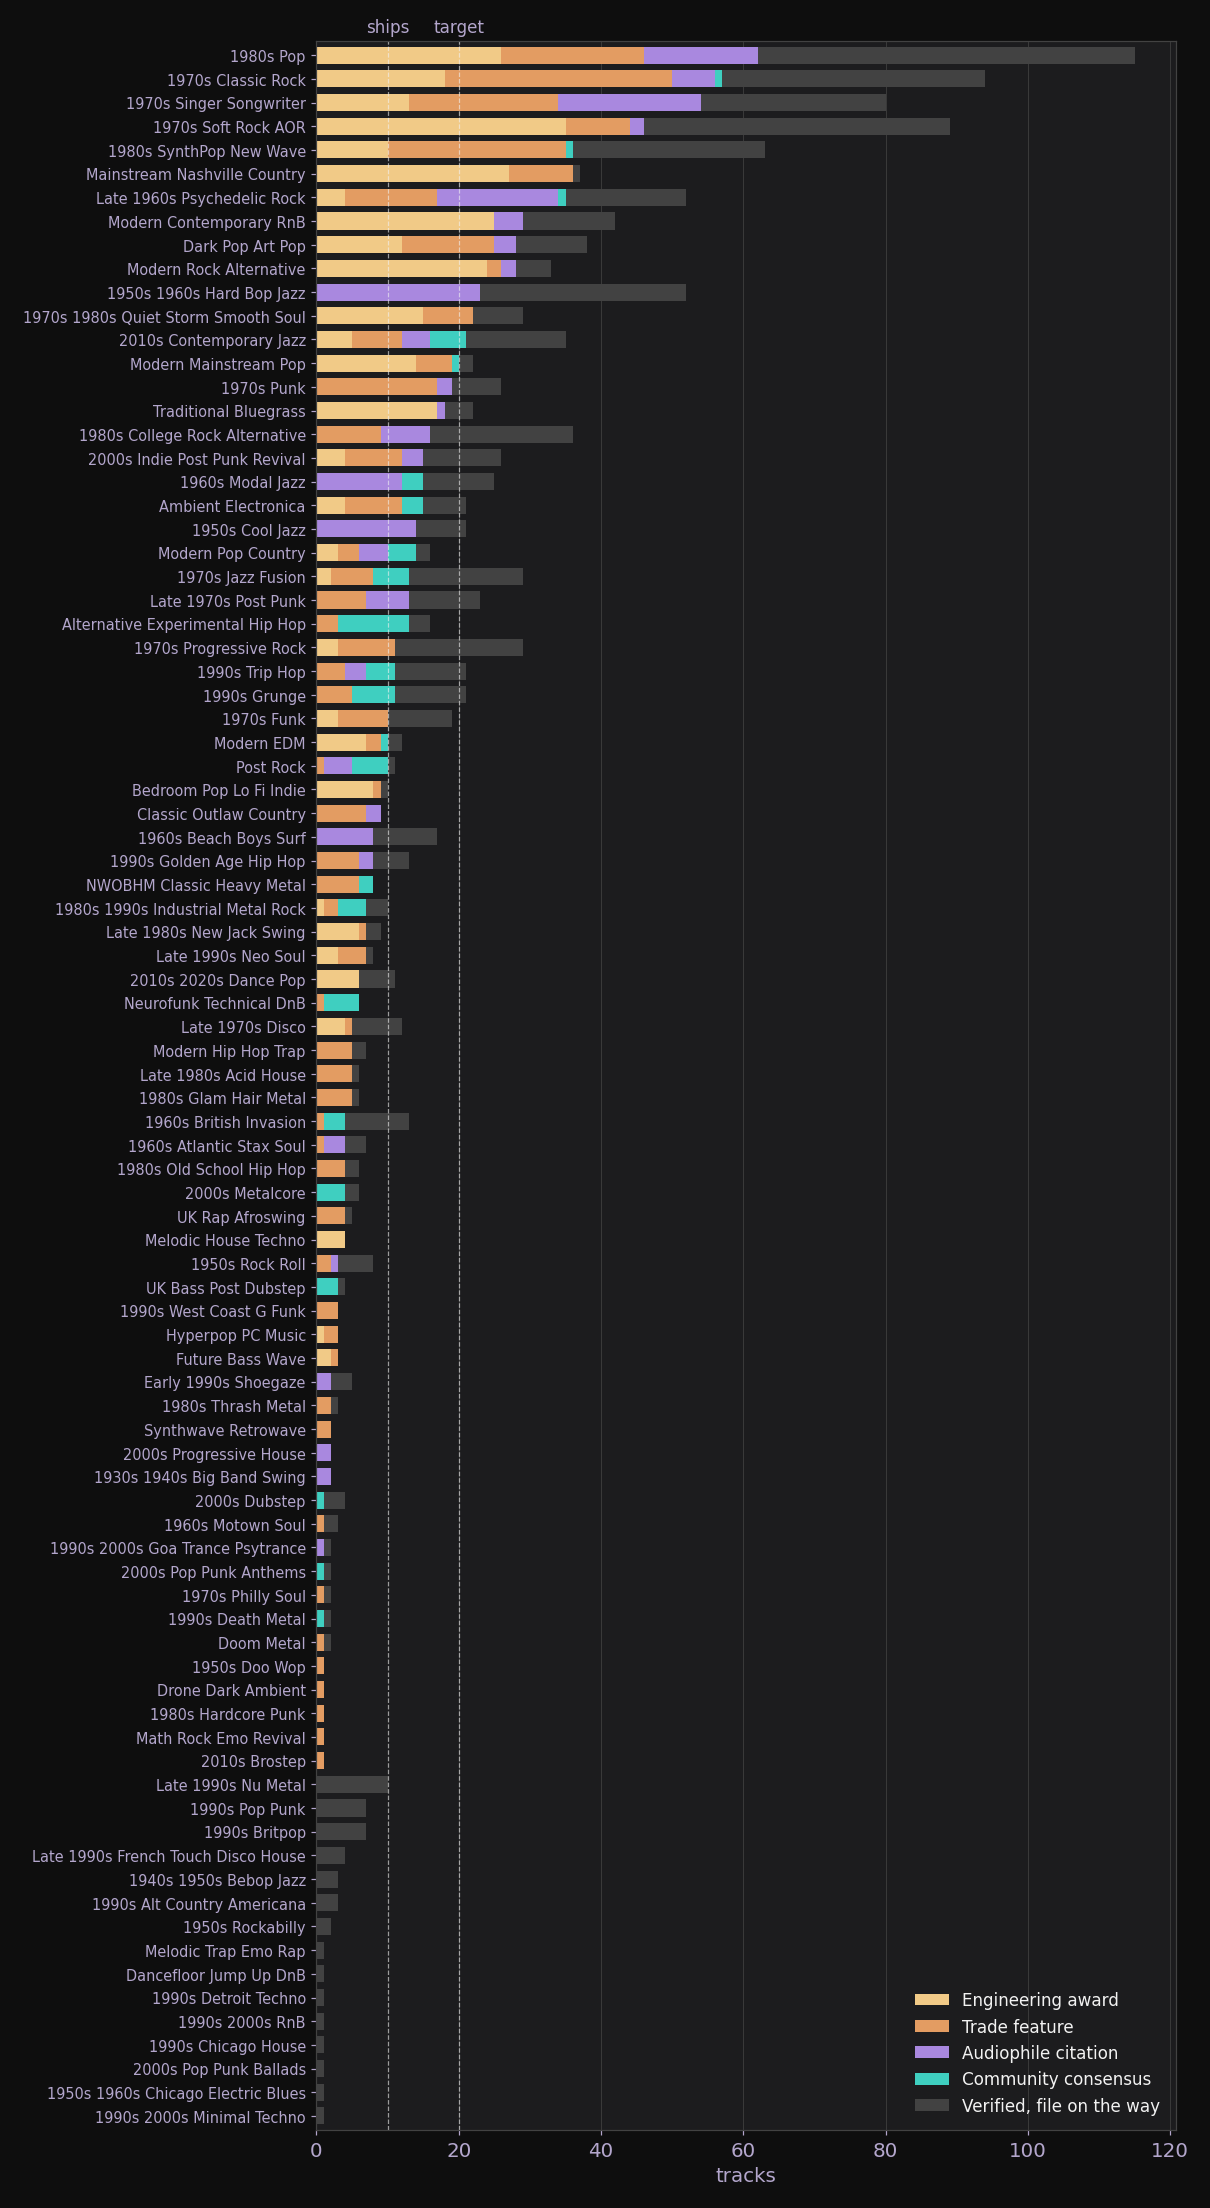 ships target
1980s Pop
1970s Classic Rock
1970s Singer Songwriter
1970s Soft Rock AOR
1980s SynthPop New Wave
Mainstream Nashville Country
Late 1960s Psychedelic Rock
Modern Contemporary RnB
Dark Pop Art Pop
Modern Rock Alternative
1950s 1960s Hard Bop Jazz
1970s 1980s Quiet Storm Smooth Soul
2010s Contemporary Jazz
Modern Mainstream Pop
1970s Punk
Traditional Bluegrass
1980s College Rock Alternative
2000s Indie Post Punk Revival
1960s Modal Jazz
Ambient Electronica
1950s Cool Jazz
Modern Pop Country
1970s Jazz Fusion
Late 1970s Post Punk
Alternative Experimental Hip Hop
1970s Progressive Rock
1990s Trip Hop
1990s Grunge
1970s Funk
Modern EDM
Post Rock
Bedroom Pop Lo Fi Indie
Classic Outlaw Country
1960s Beach Boys Surf
1990s Golden Age Hip Hop
NWOBHM Classic Heavy Metal
1980s 1990s Industrial Metal Rock
Late 1980s New Jack Swing
Late 1990s Neo Soul
2010s 2020s Dance Pop
Neurofunk Technical DnB
Late 1970s Disco
Modern Hip Hop Trap
Late 1980s Acid House
1980s Glam Hair Metal
1960s British Invasion
1960s Atlantic Stax Soul
1980s Old School Hip Hop
2000s Metalcore
UK Rap Afroswing
Melodic House Techno
1950s Rock Roll
UK Bass Post Dubstep
1990s West Coast G Funk
Hyperpop PC Music
Future Bass Wave
Early 1990s Shoegaze
1980s Thrash Metal
Synthwave Retrowave
2000s Progressive House
1930s 1940s Big Band Swing
2000s Dubstep
1960s Motown Soul
1990s 2000s Goa Trance Psytrance
2000s Pop Punk Anthems
1970s Philly Soul
1990s Death Metal
Doom Metal
1950s Doo Wop
Drone Dark Ambient
1980s Hardcore Punk
Math Rock Emo Revival
2010s Brostep
Late 1990s Nu Metal
1990s Pop Punk
1990s Britpop
Late 1990s French Touch Disco House
1940s 1950s Bebop Jazz
1990s Alt Country Americana
1950s Rockabilly
Melodic Trap Emo Rap
Dancefloor Jump Up DnB
1990s Detroit Techno
1990s 2000s RnB
1990s Chicago House
2000s Pop Punk Ballads
1950s 1960s Chicago Electric Blues
1990s 2000s Minimal Techno
Engineering award
Trade feature
Audiophile citation
Community consensus
Verified, file on the way
0 20 40 60 80 100 120
tracks